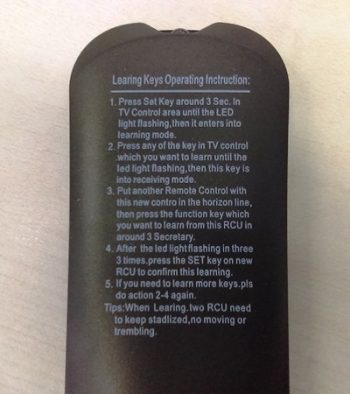 Learing Keys Operating Inctruction:
1. Press Set Key around 3 Sec. In
TV Control area until the LED
light flashing,then it enters into
learning mode.
2. Press any of the key in TV control
.which you want to learn until the
led light flashing,then this key is
into receiving mode.
3. Put another Remote Control with
this new contro in the horizon line,
then press the function key which
you want to learn from this RCU in
around 3 Secretary.
4. After the led light flashing in three
3 times.press the SET key on new
RCU to confirm this learning.
5. If you need to learn more keys.pls
do action 2-4 again.
Tips:When Learing.two RCU need
to keep stadlized,no moving or
trembling.